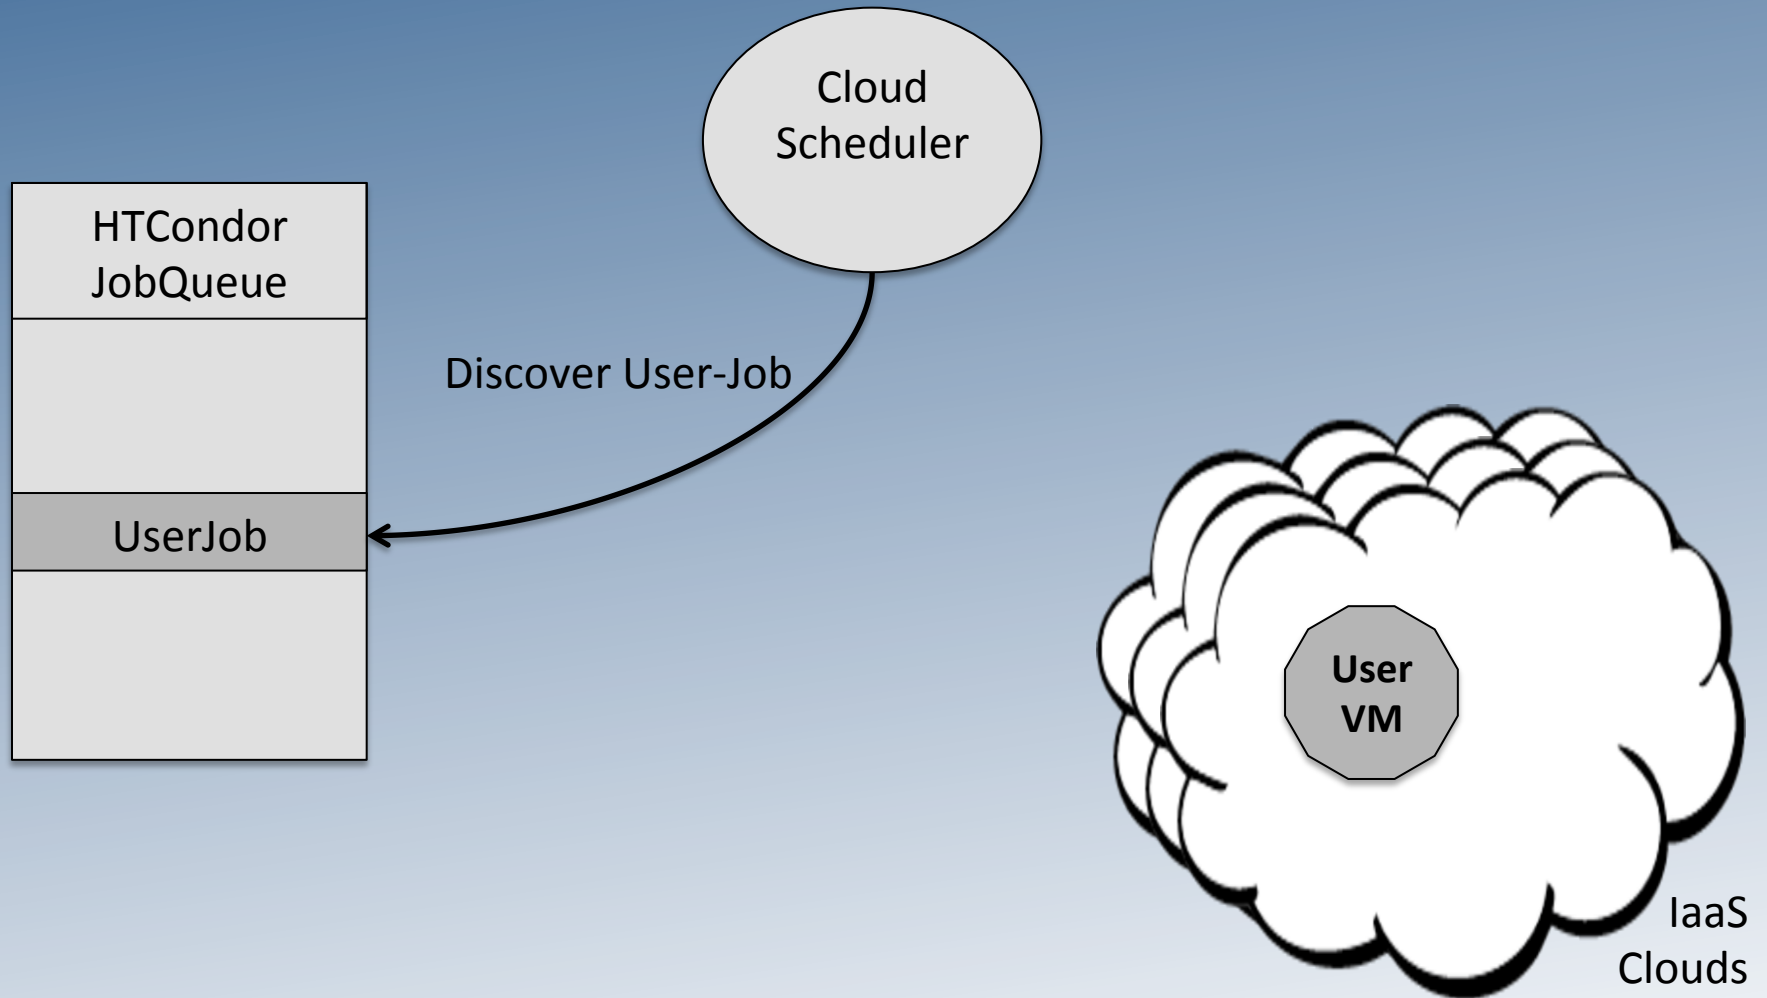 Cloud
Scheduler
HTCondor
JobQueue
Discover User-Job
UserJob
User
VM
IaaS
Clouds